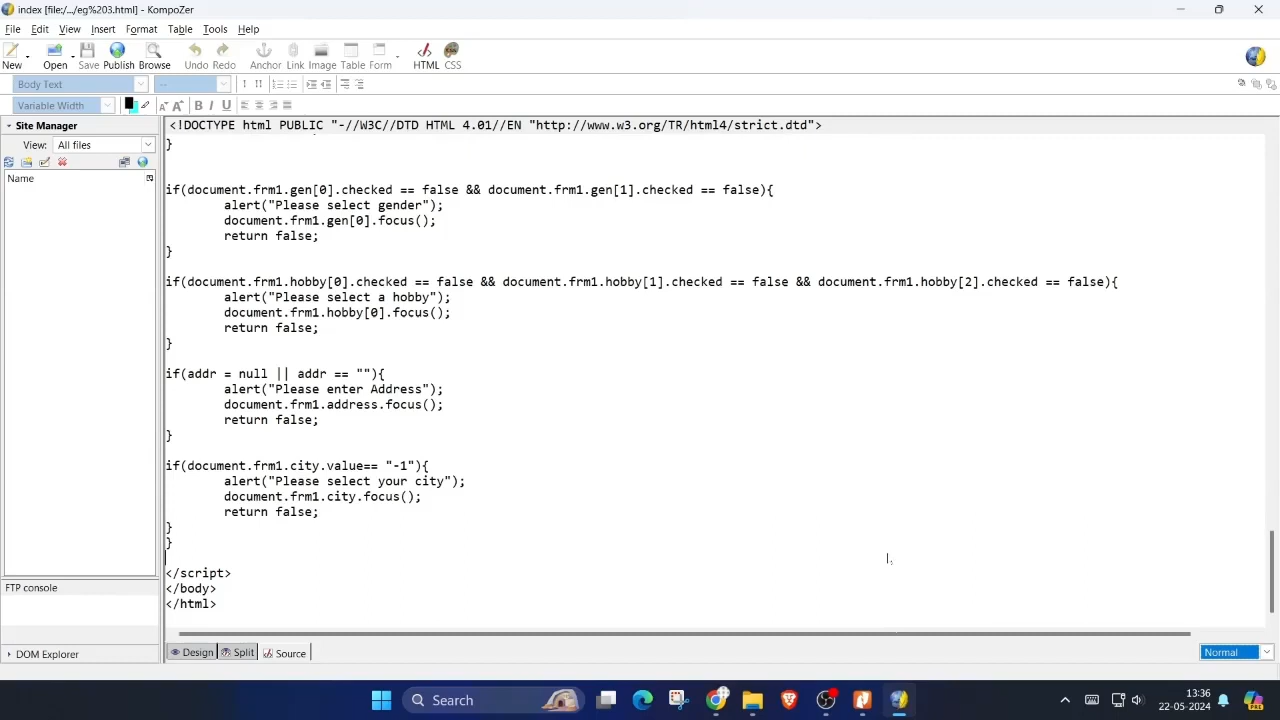 index [file:/.../eg%203.html] - KompoZer
File Edit View Insert Format Table Tools Help
New Open Save Publish Browse Undo Redo Anchor Link Image Table Form HTML CSS
Body Text --
Variable Width A A B I U
Site Manager
View: All files
Name
FTP console
DOM Explorer
<!DOCTYPE html PUBLIC "-//W3C//DTD HTML 4.01//EN "http://www.w3.org/TR/html4/strict.dtd">
}
if(document.frm1.gen[0].checked == false && document.frm1.gen[1].checked == false){
alert("Please select gender");
document.frm1.gen[0].focus();
return false;
}
if(document.frm1.hobby[0].checked == false && document.frm1.hobby[1].checked == false && document.frm1.hobby[2].checked == false){
alert("Please select a hobby");
document.frm1.hobby[0].focus();
return false;
}
if(addr = null || addr == ""){
alert("Please enter Address");
document.frm1.address.focus();
return false;
}
if(document.frm1.city.value== "-1"){
alert("Please select your city");
document.frm1.city.focus();
return false;
}
}
</script>
</body>
</html>
Design Split Source
Normal
Search
13:36
22-05-2024